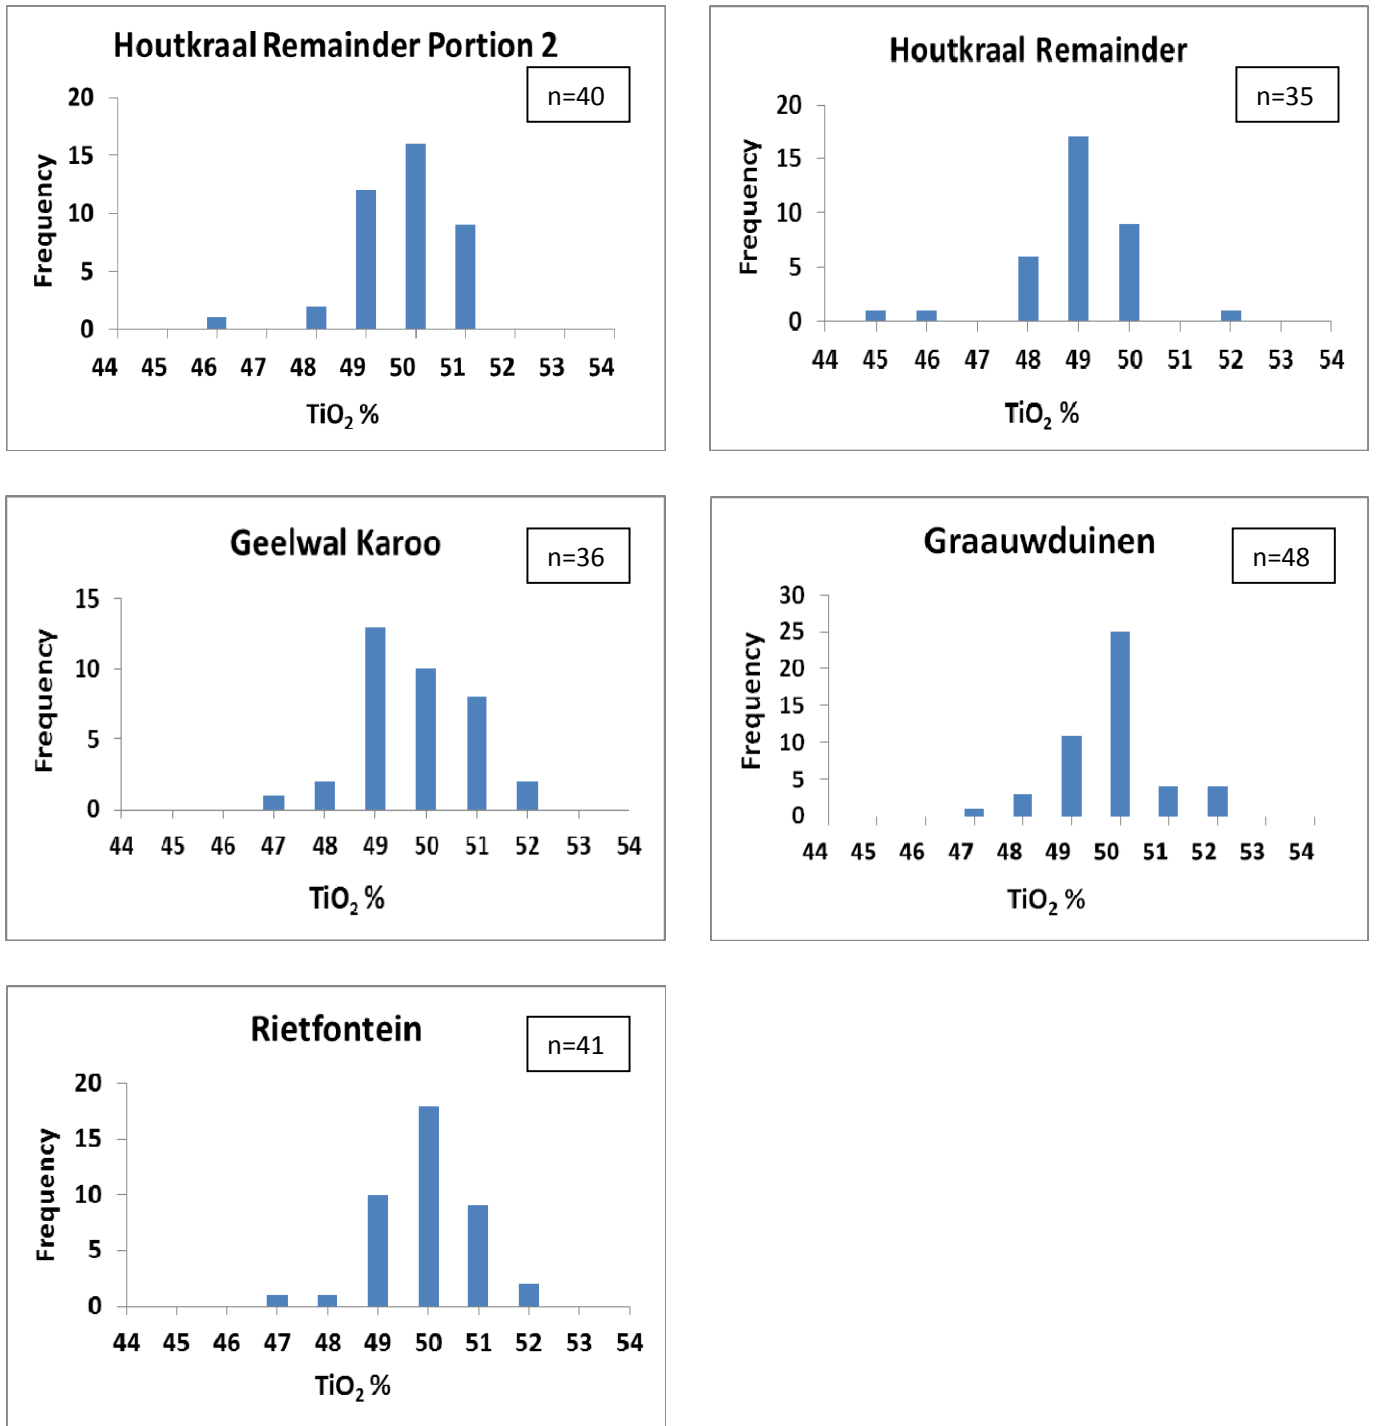 Houtkraal Remainder Portion 2
n=40
20
15
10
5
0
Frequency
44 45 46 47 48 49 50 51 52 53 54
TiO₂ %
Houtkraal Remainder
n=35
20
15
10
5
0
Frequency
44 45 46 47 48 49 50 51 52 53 54
TiO₂ %
Geelwal Karoo
n=36
15
10
5
0
Frequency
44 45 46 47 48 49 50 51 52 53 54
TiO₂ %
Graauwduinen
n=48
30
25
20
15
10
5
0
Frequency
44 45 46 47 48 49 50 51 52 53 54
TiO₂ %
Rietfontein
n=41
20
15
10
5
0
Frequency
44 45 46 47 48 49 50 51 52 53 54
TiO₂ %